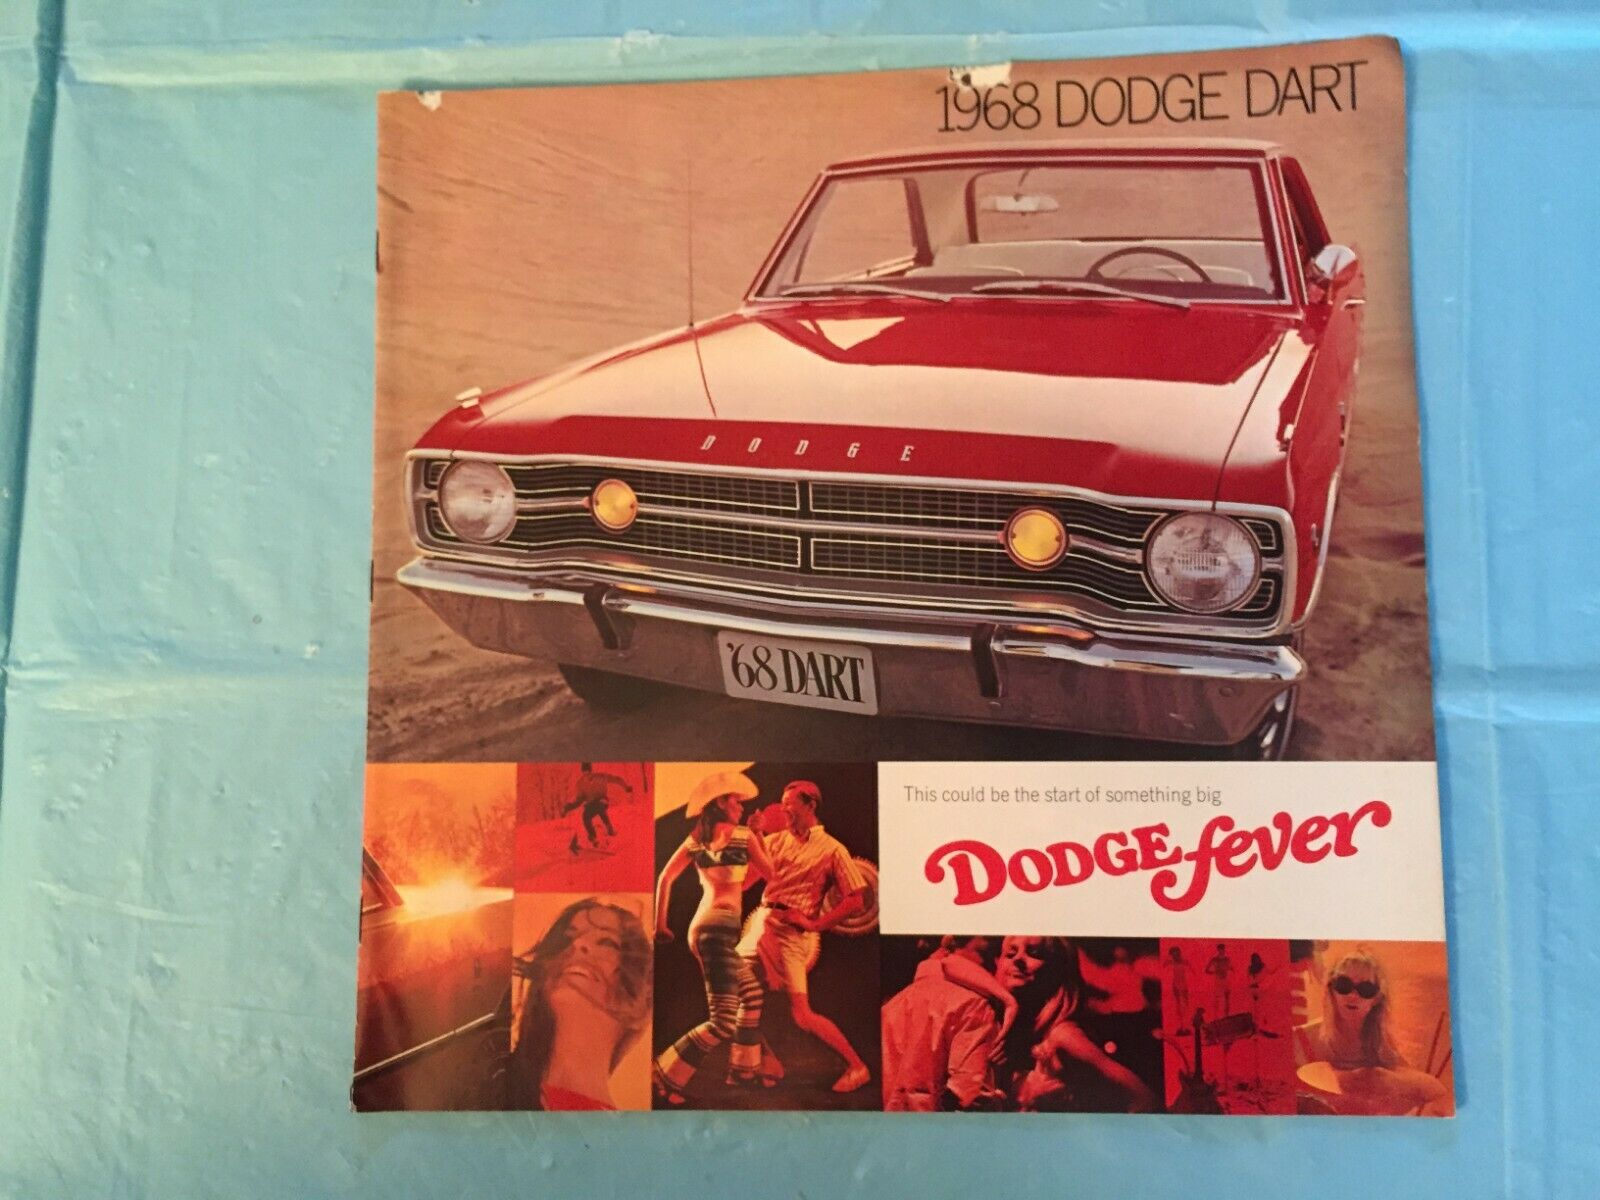 1968 DODGE DART
DODGE
'68 DART
This could be the start of something big
DODGE fever